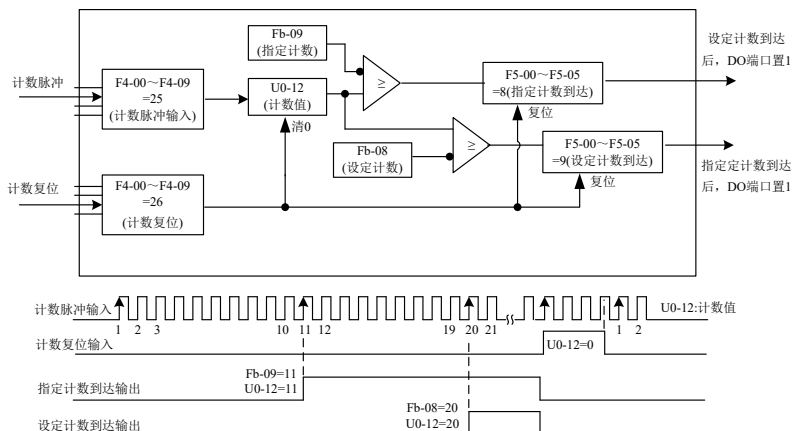 Fb-09
(指定计数)
设定计数到达
后，DO端口置1
计数脉冲
F4-00～F4-09
=25
(计数脉冲输入)
U0-12
(计数值)
≥
F5-00～F5-05
=8(指定计数到达)
复位
清0
Fb-08
(设定计数)
≥
F5-00～F5-05
=9(设定计数到达)
复位
指定定计数到达
后，DO端口置1
计数复位
F4-00～F4-09
=26
(计数复位)
计数脉冲输入
U0-12:计数值
1 2 3 10 11 12 19 20 21 1 2
计数复位输入
U0-12=0
Fb-09=11
U0-12=11
指定计数到达输出
Fb-08=20
U0-12=20
设定计数到达输出